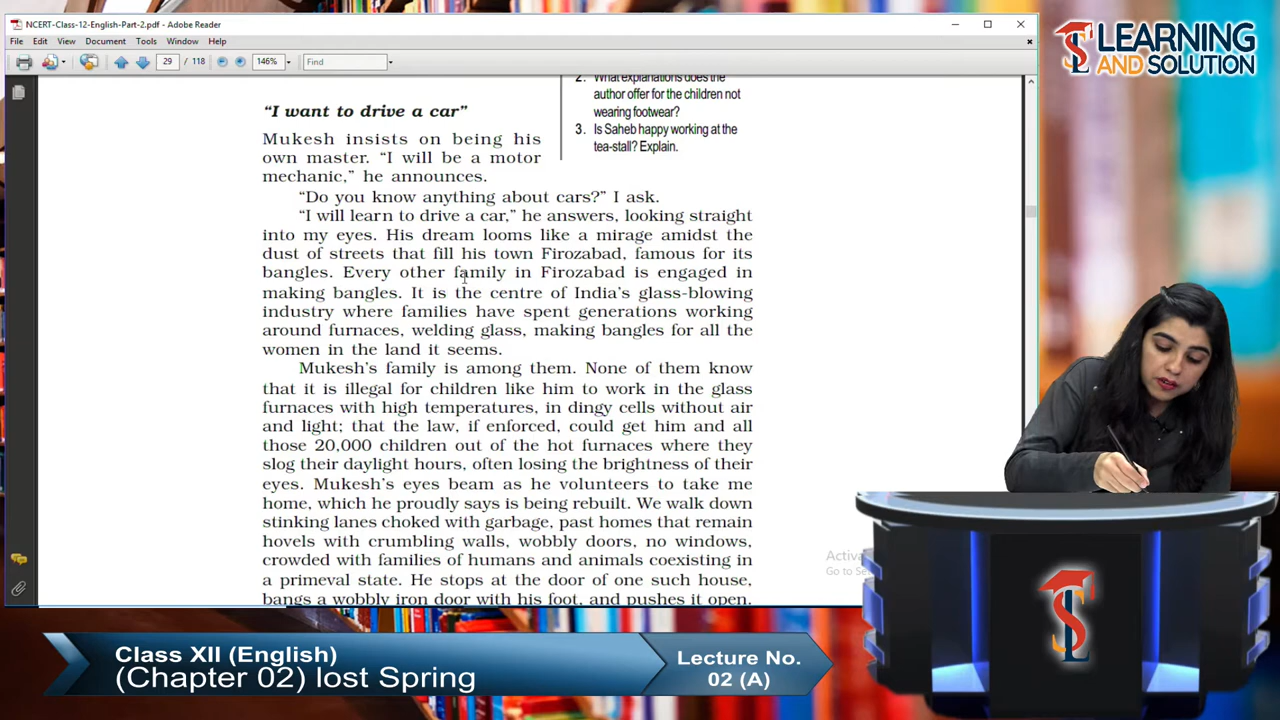 NCERT-Class-12-English-Part-2.pdf - Adobe Reader
File Edit View Document Tools Window Help
29 / 118 146% Find
LEARNING
AND SOLUTION
2. What explanations does the
author offer for the children not
wearing footwear?
3. Is Saheb happy working at the
tea-stall? Explain.
“I want to drive a car”
Mukesh insists on being his
own master. “I will be a motor
mechanic,” he announces.
“Do you know anything about cars?” I ask.
“I will learn to drive a car,” he answers, looking straight
into my eyes. His dream looms like a mirage amidst the
dust of streets that fill his town Firozabad, famous for its
bangles. Every other family in Firozabad is engaged in
making bangles. It is the centre of India’s glass-blowing
industry where families have spent generations working
around furnaces, welding glass, making bangles for all the
women in the land it seems.
Mukesh’s family is among them. None of them know
that it is illegal for children like him to work in the glass
furnaces with high temperatures, in dingy cells without air
and light; that the law, if enforced, could get him and all
those 20,000 children out of the hot furnaces where they
slog their daylight hours, often losing the brightness of their
eyes. Mukesh’s eyes beam as he volunteers to take me
home, which he proudly says is being rebuilt. We walk down
stinking lanes choked with garbage, past homes that remain
hovels with crumbling walls, wobbly doors, no windows,
crowded with families of humans and animals coexisting in
a primeval state. He stops at the door of one such house,
bangs a wobbly iron door with his foot, and pushes it open.
Go to
Class XII (English)
(Chapter 02) lost Spring
Lecture No.
02 (A)